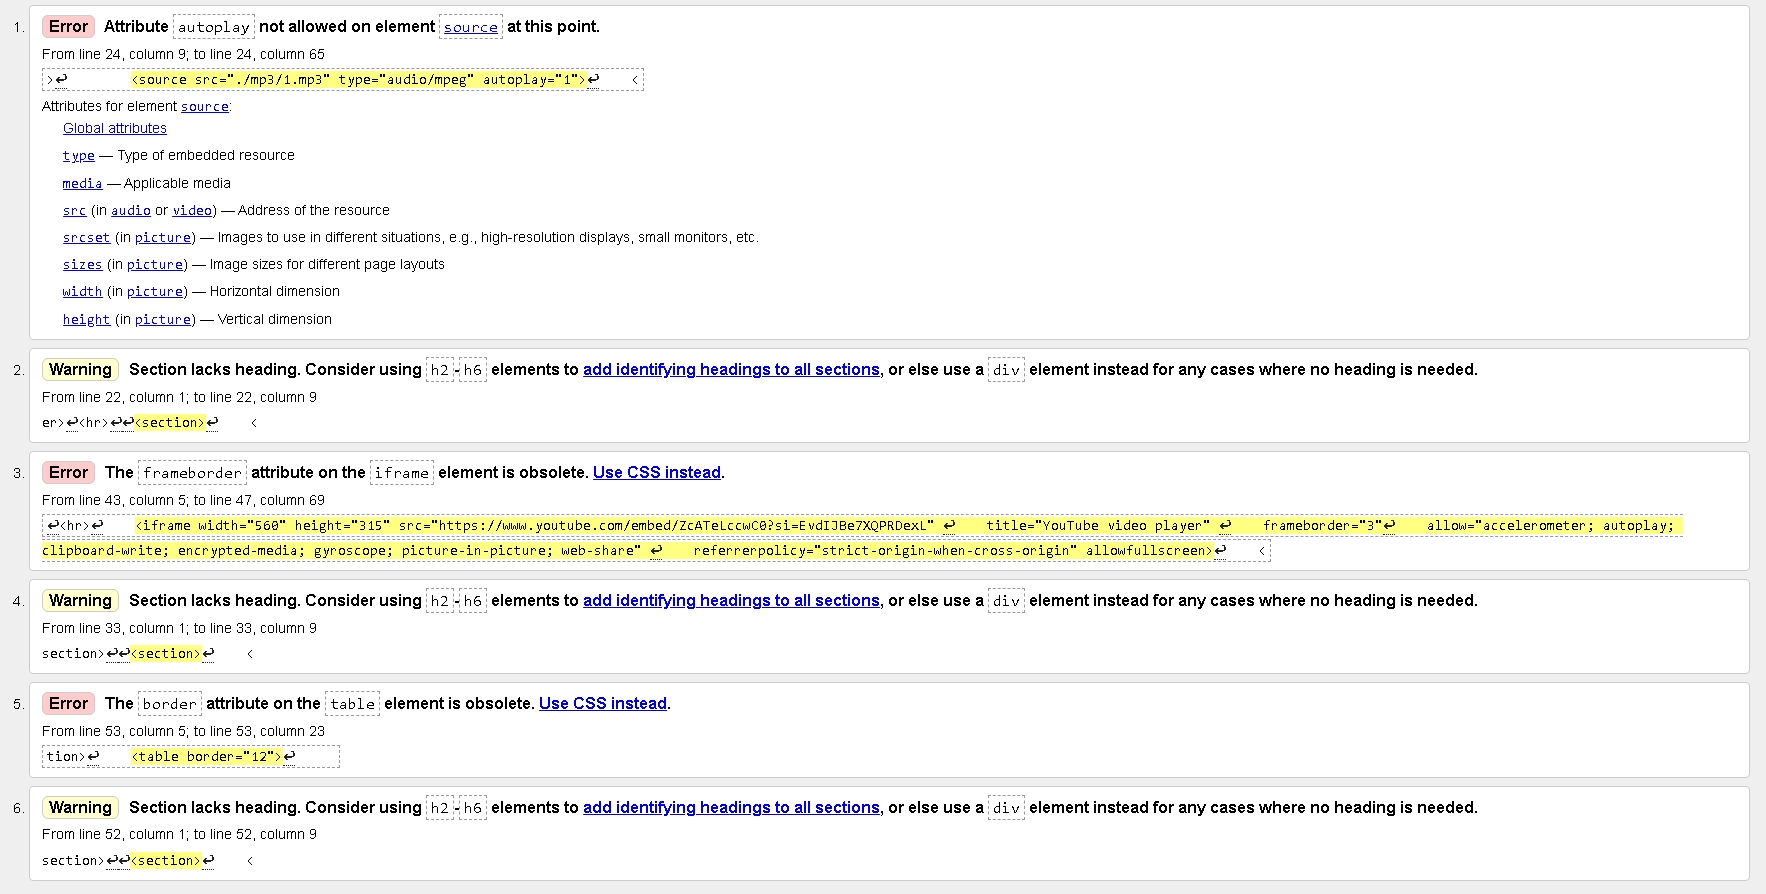 1. Error Attribute autoplay not allowed on element source at this point.
From line 24, column 9; to line 24, column 65
>↩        <source src="./mp3/1.mp3" type="audio/mpeg" autoplay="1">↩    <
Attributes for element source:
Global attributes
type — Type of embedded resource
media — Applicable media
src (in audio or video) — Address of the resource
srcset (in picture) — Images to use in different situations, e.g., high-resolution displays, small monitors, etc.
sizes (in picture) — Image sizes for different page layouts
width (in picture) — Horizontal dimension
height (in picture) — Vertical dimension
2. Warning Section lacks heading. Consider using h2-h6 elements to add identifying headings to all sections, or else use a div element instead for any cases where no heading is needed.
From line 22, column 1; to line 22, column 9
er>↩<hr>↩↩<section>↩    <
3. Error The frameborder attribute on the iframe element is obsolete. Use CSS instead.
From line 43, column 5; to line 47, column 69
↩<hr>↩    <iframe width="560" height="315" src="https://www.youtube.com/embed/ZcATeLccwC0?si=EvdIJBe7XQPRDexL" ↩    title="YouTube video player" ↩    frameborder="3"↩    allow="accelerometer; autoplay;
clipboard-write; encrypted-media; gyroscope; picture-in-picture; web-share" ↩    referrerpolicy="strict-origin-when-cross-origin" allowfullscreen>↩    <
4. Warning Section lacks heading. Consider using h2-h6 elements to add identifying headings to all sections, or else use a div element instead for any cases where no heading is needed.
From line 33, column 1; to line 33, column 9
section>↩↩<section>↩    <
5. Error The border attribute on the table element is obsolete. Use CSS instead.
From line 53, column 5; to line 53, column 23
tion>↩    <table border="12">↩
6. Warning Section lacks heading. Consider using h2-h6 elements to add identifying headings to all sections, or else use a div element instead for any cases where no heading is needed.
From line 52, column 1; to line 52, column 9
section>↩↩<section>↩    <